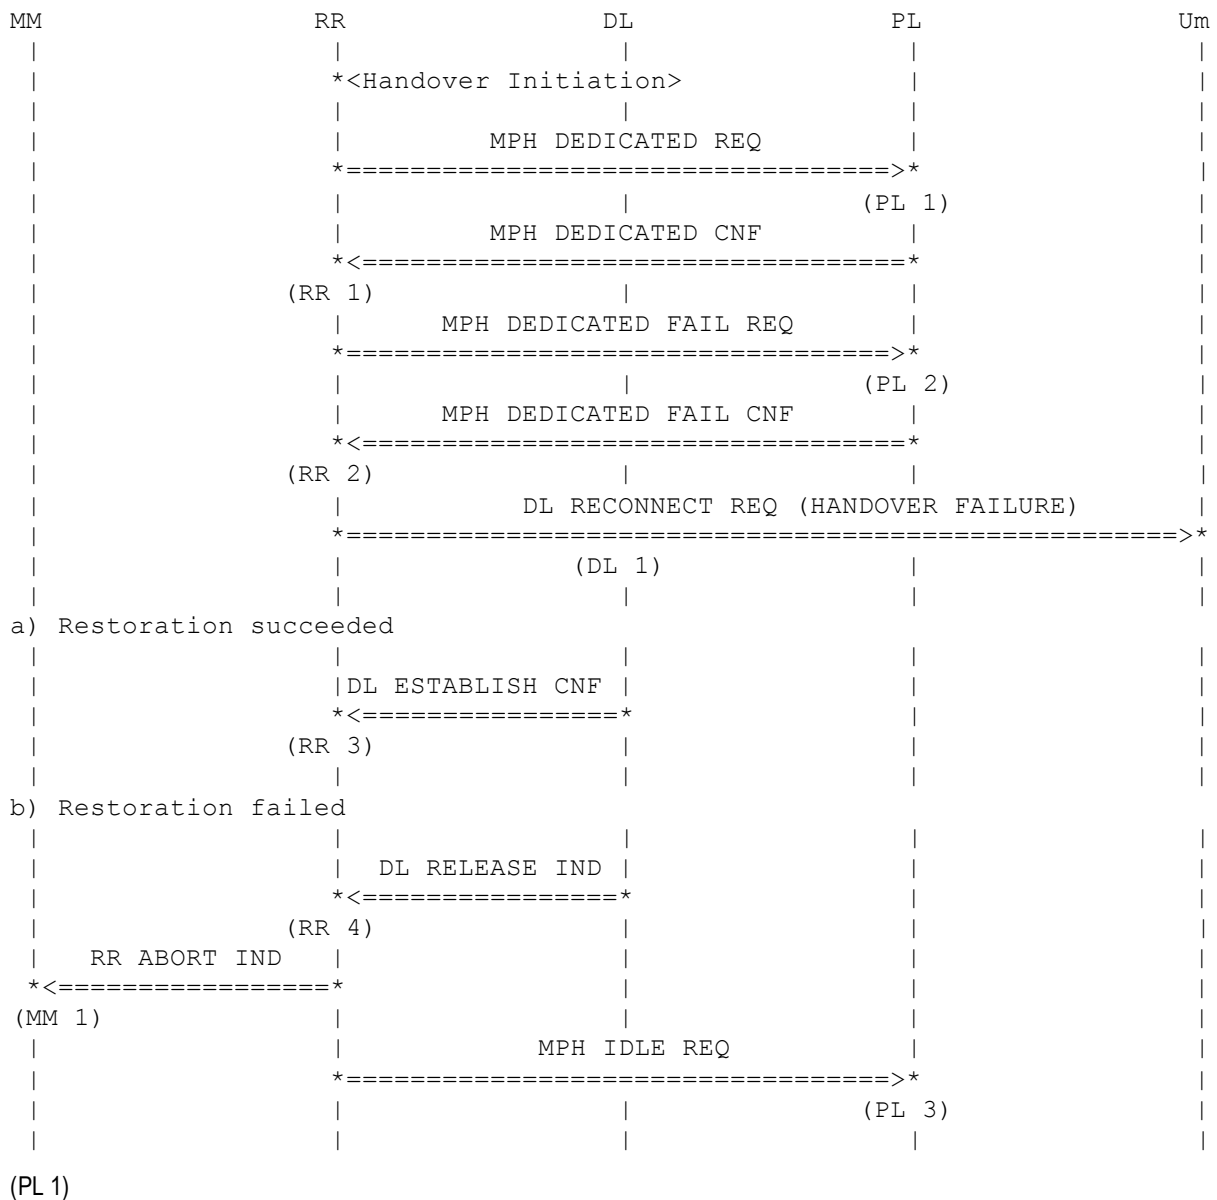 MM RR DL PL Um
*<Handover Initiation>
MPH DEDICATED REQ
*==================================>*
(PL 1)
MPH DEDICATED CNF
*<==================================*
(RR 1)
MPH DEDICATED FAIL REQ
*==================================>*
(PL 2)
MPH DEDICATED FAIL CNF
*<==================================*
(RR 2)
DL RECONNECT REQ (HANDOVER FAILURE)
*====================================================>*
(DL 1)
a) Restoration succeeded
DL ESTABLISH CNF
*<================*
(RR 3)
b) Restoration failed
DL RELEASE IND
*<================*
(RR 4)
RR ABORT IND
*<=================*
(MM 1)
MPH IDLE REQ
*==================================>*
(PL 3)
(PL 1)